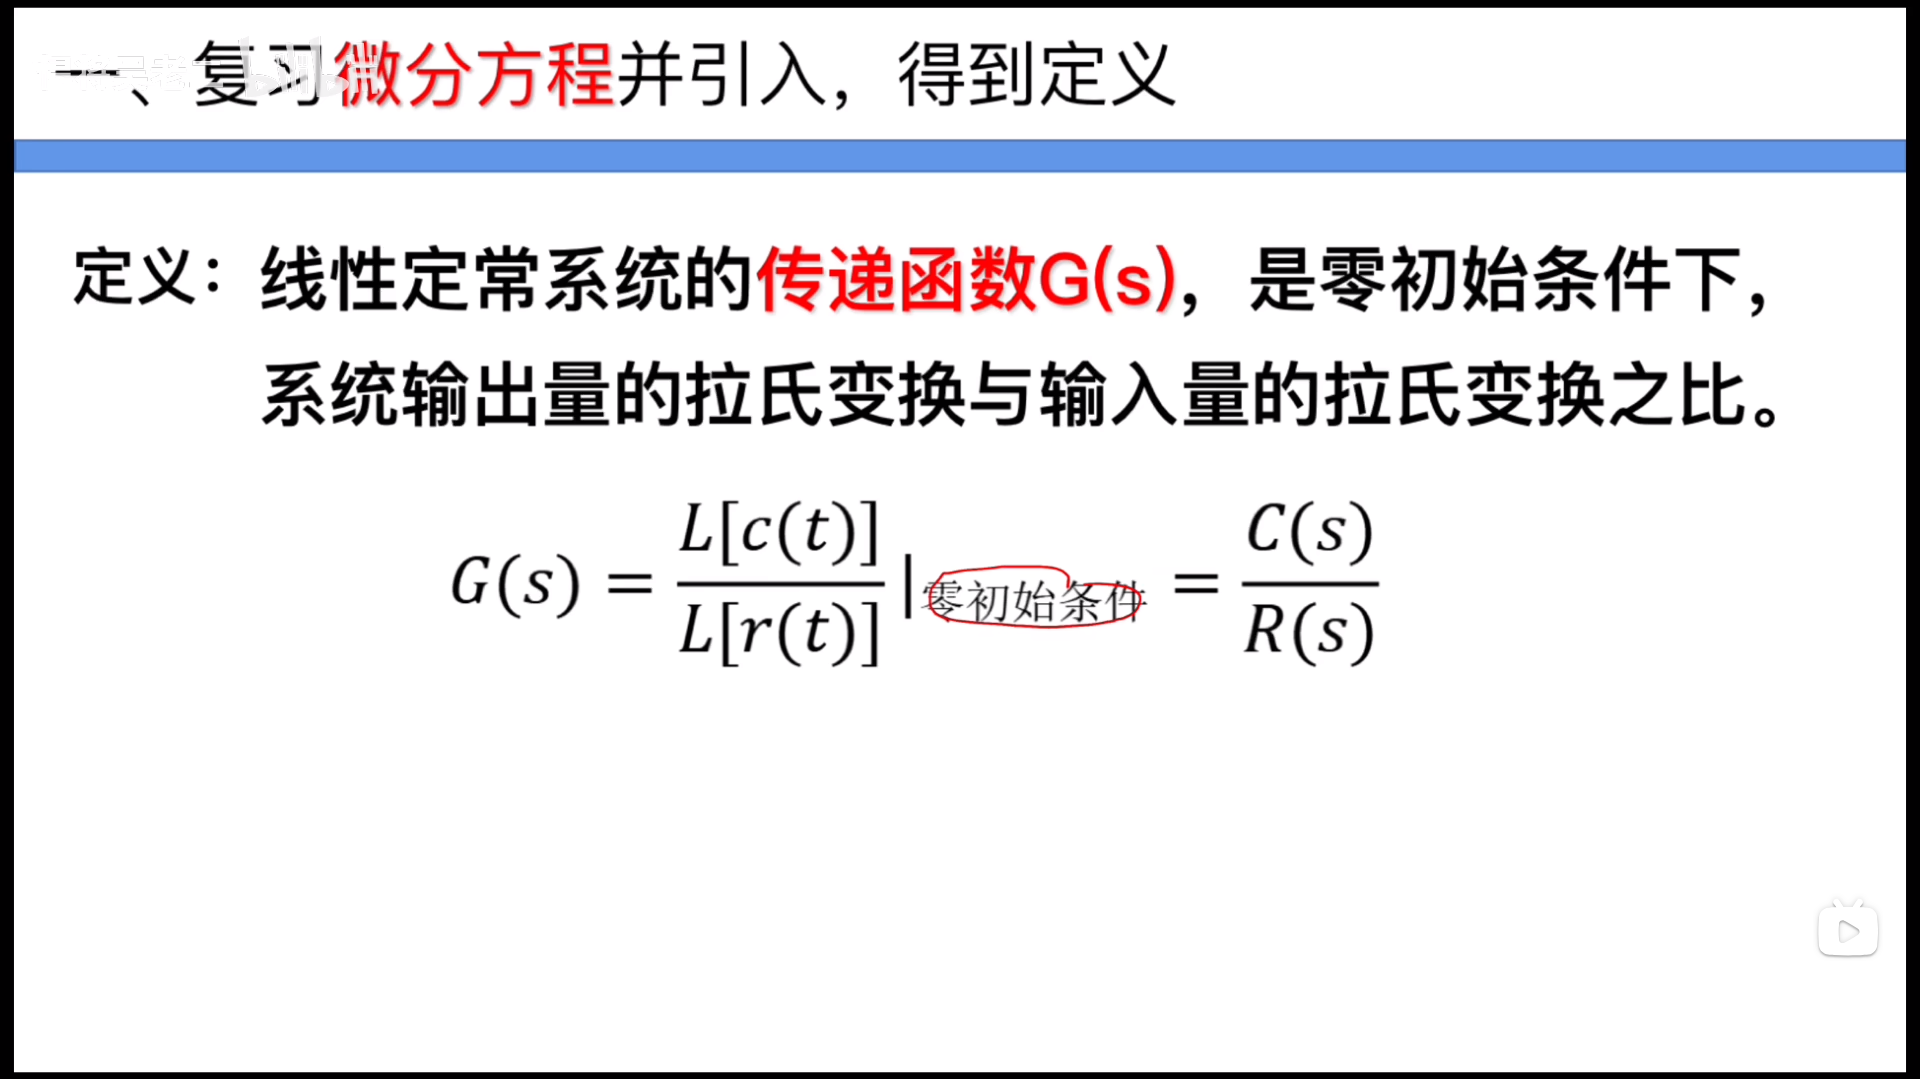 一、复习微分方程并引入，得到定义
定义：线性定常系统的传递函数G(s)，是零初始条件下，
系统输出量的拉氏变换与输入量的拉氏变换之比。
G(s) = L[c(t)] / L[r(t)] |零初始条件 = C(s) / R(s)